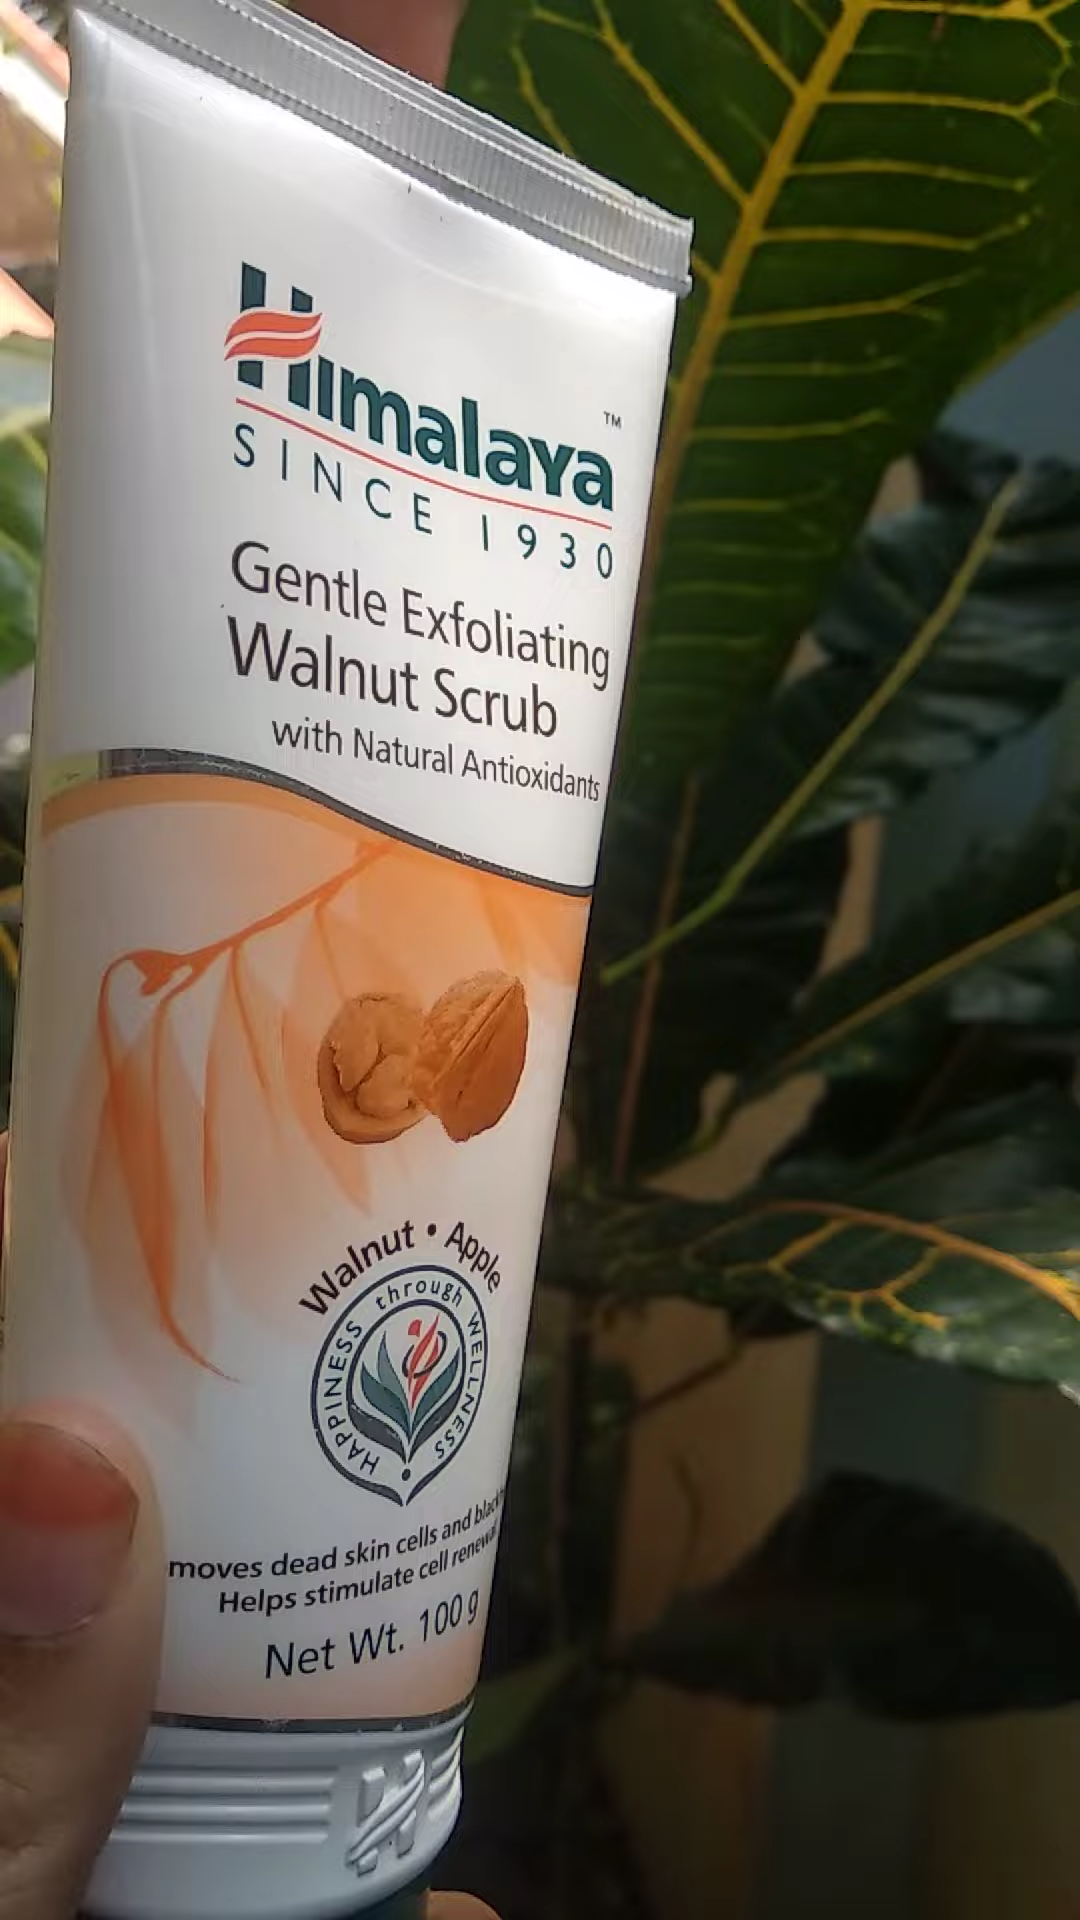 Himalaya™
SINCE 1930
Gentle Exfoliating
Walnut Scrub
with Natural Antioxidants
Walnut • Apple
HAPPINESS through WELLNESS
moves dead skin cells and black
Helps stimulate cell renewal
Net Wt. 100 g